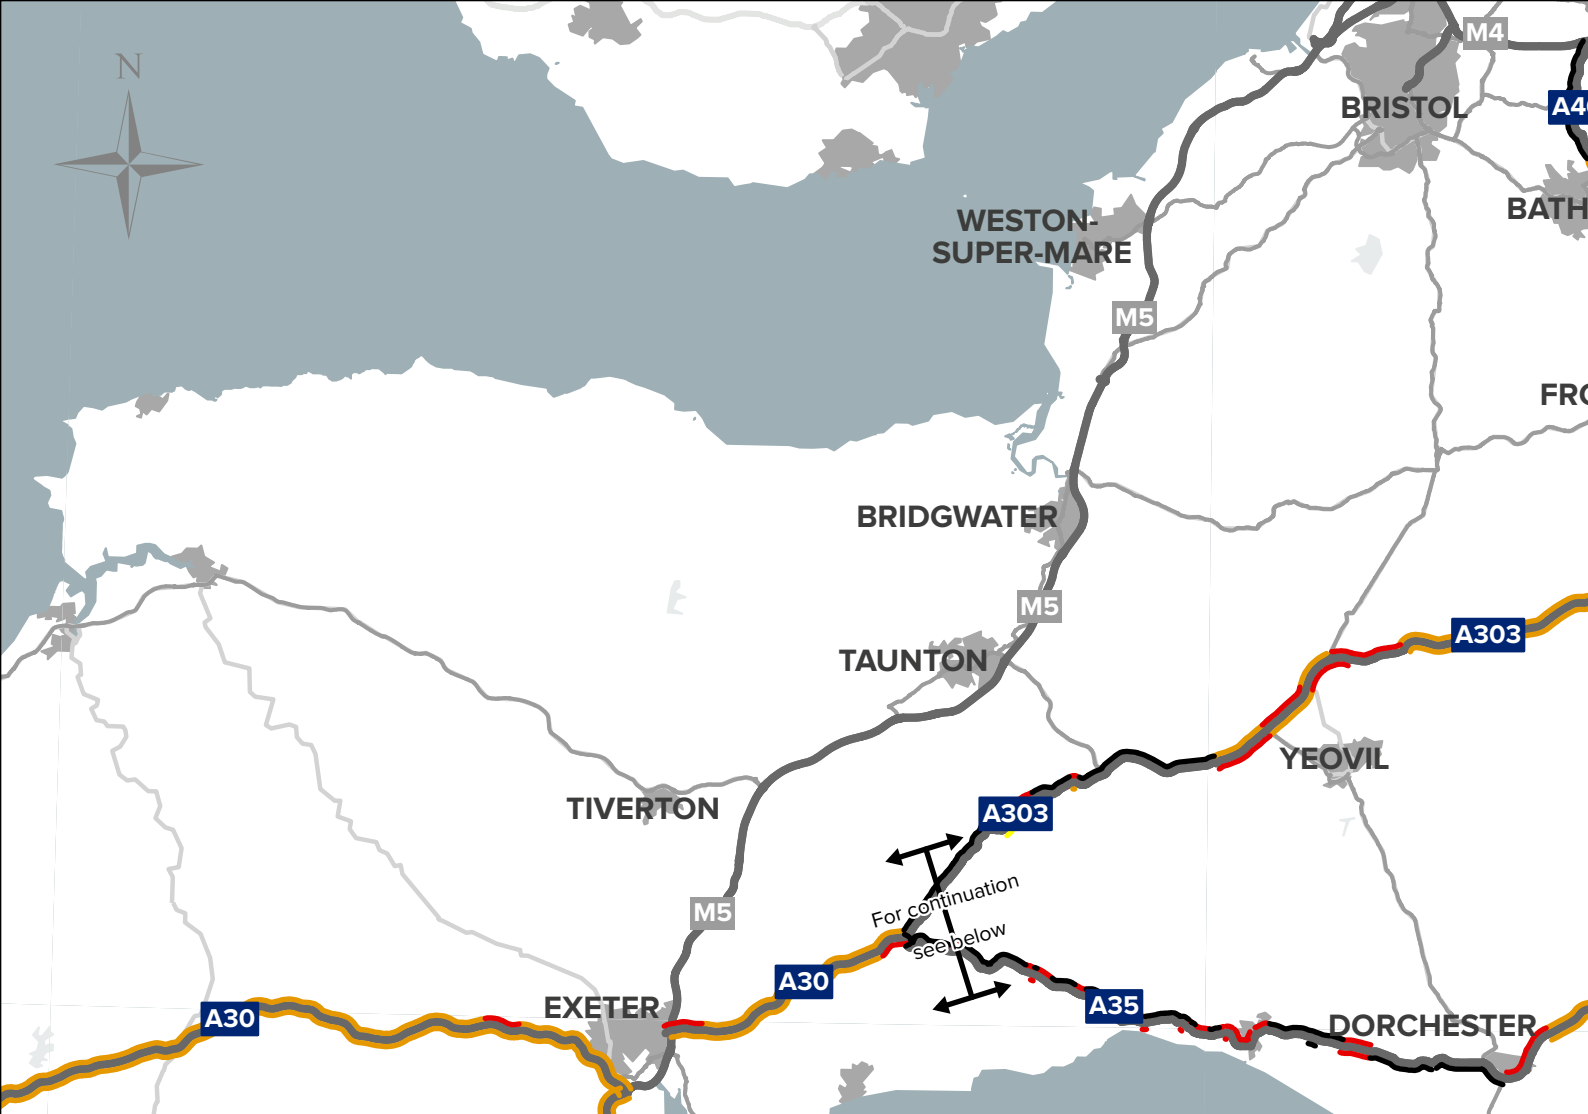 N
M4
BRISTOL
A4
BATH
WESTON-
SUPER-MARE
M5
FRO
BRIDGWATER
M5
TAUNTON
A303
YEOVIL
TIVERTON
A303
M5
For continuation
see below
A30
EXETER
A30
A35
DORCHESTER